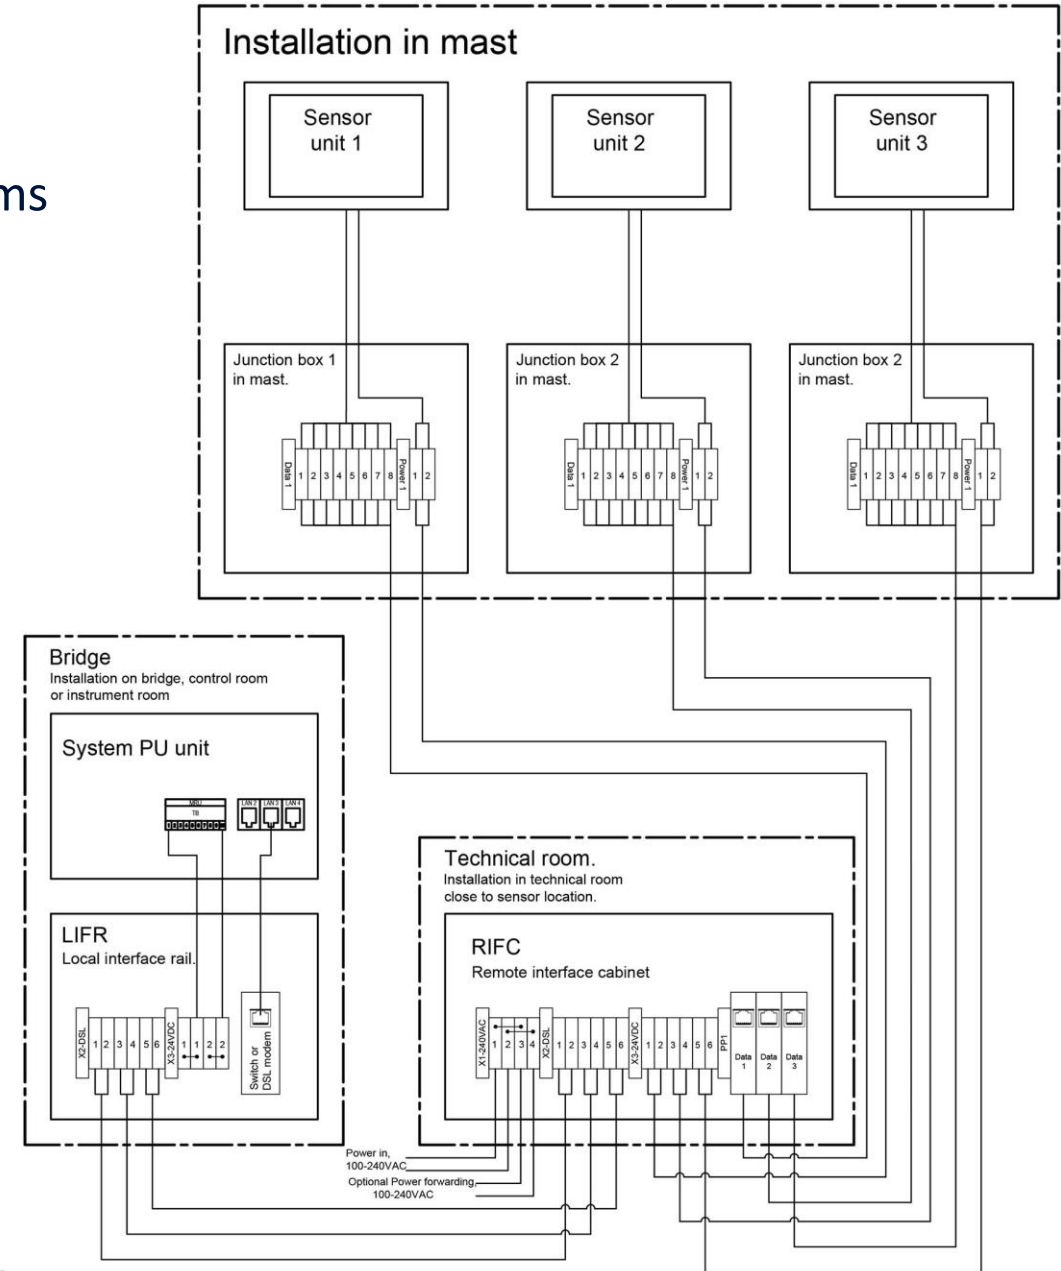 ms
Installation in mast
Sensor
unit 1
Sensor
unit 2
Sensor
unit 3
Junction box 1
in mast.
Junction box 2
in mast.
Junction box 2
in mast.
Data 1 1 2 3 4 5 6 7 8 Power 1 1 2
Data 1 1 2 3 4 5 6 7 8 Power 1 1 2
Data 1 1 2 3 4 5 6 7 8 Power 1 1 2
Bridge
Installation on bridge, control room
or instrument room
System PU unit
MRU
TB
LAN 2 LAN 3 LAN 4
LIFR
Local interface rail.
X2-DSL 1 2 3 4 5 6 X3-24VDC 1 1 2 2
Switch or
DSL modem
Technical room.
Installation in technical room
close to sensor location.
RIFC
Remote interface cabinet
X1-240VAC 1 2 3 4 X2-DSL 1 2 3 4 5 6 X3-24VDC 1 2 3 4 5 6 PP1
Data
1
Data
2
Data
3
Power in,
100-240VAC
Optional Power forwarding,
100-240VAC